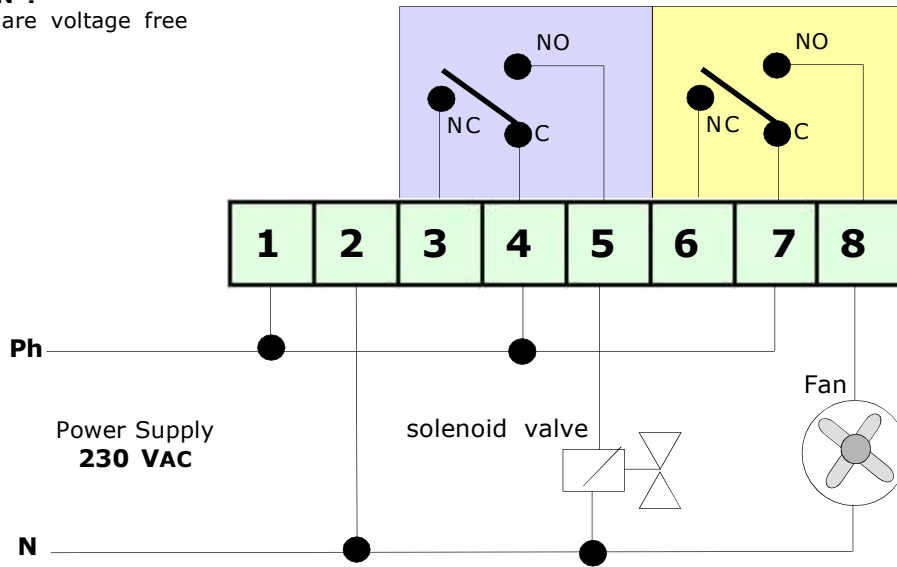 are voltage free
NO
NO
NC
C
NC
C
1 2 3 4 5 6 7 8
Ph
Fan
Power Supply
230 VAC
solenoid valve
N